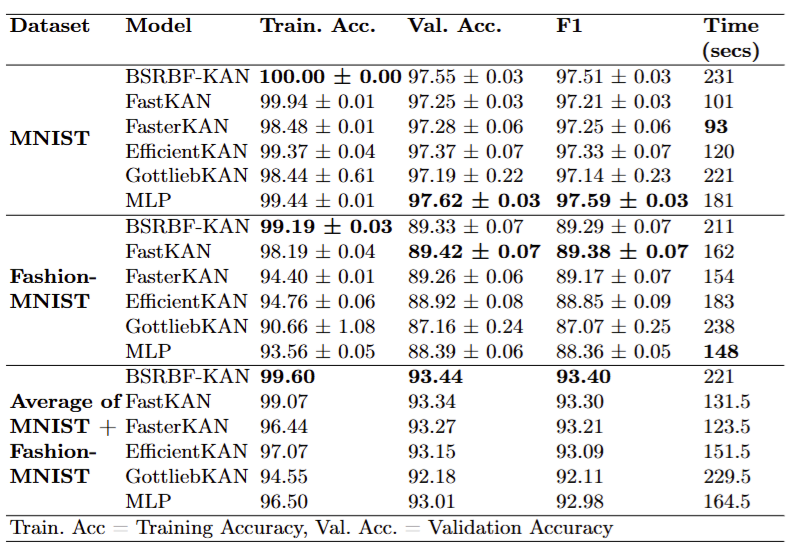 Dataset Model Train. Acc. Val. Acc. F1 Time (secs)
MNIST
BSRBF-KAN 100.00 ± 0.00 97.55 ± 0.03 97.51 ± 0.03 231
FastKAN 99.94 ± 0.01 97.25 ± 0.03 97.21 ± 0.03 101
FasterKAN 98.48 ± 0.01 97.28 ± 0.06 97.25 ± 0.06 93
EfficientKAN 99.37 ± 0.04 97.37 ± 0.07 97.33 ± 0.07 120
GottliebKAN 98.44 ± 0.61 97.19 ± 0.22 97.14 ± 0.23 221
MLP 99.44 ± 0.01 97.62 ± 0.03 97.59 ± 0.03 181
Fashion-
MNIST
BSRBF-KAN 99.19 ± 0.03 89.33 ± 0.07 89.29 ± 0.07 211
FastKAN 98.19 ± 0.04 89.42 ± 0.07 89.38 ± 0.07 162
FasterKAN 94.40 ± 0.01 89.26 ± 0.06 89.17 ± 0.07 154
EfficientKAN 94.76 ± 0.06 88.92 ± 0.08 88.85 ± 0.09 183
GottliebKAN 90.66 ± 1.08 87.16 ± 0.24 87.07 ± 0.25 238
MLP 93.56 ± 0.05 88.39 ± 0.06 88.36 ± 0.05 148
Average of
MNIST +
Fashion-
MNIST
BSRBF-KAN 99.60 93.44 93.40 221
FastKAN 99.07 93.34 93.30 131.5
FasterKAN 96.44 93.27 93.21 123.5
EfficientKAN 97.07 93.15 93.09 151.5
GottliebKAN 94.55 92.18 92.11 229.5
MLP 96.50 93.01 92.98 164.5
Train. Acc = Training Accuracy, Val. Acc. = Validation Accuracy